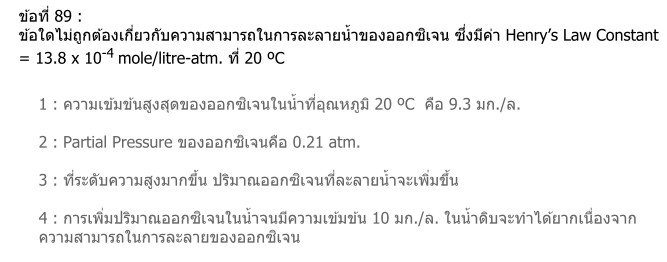 ข้อที่ 89 :
ข้อใดไม่ถูกต้องเกี่ยวกับความสามารถในการละลายน้ำของออกซิเจน ซึ่งมีค่า Henry’s Law Constant
= 13.8 x 10-4 mole/litre-atm. ที่ 20 ºC
1 : ความเข้มข้นสูงสุดของออกซิเจนในน้ำที่อุณหภูมิ 20 ºC คือ 9.3 มก./ล.
2 : Partial Pressure ของออกซิเจนคือ 0.21 atm.
3 : ที่ระดับความสูงมากขึ้น ปริมาณออกซิเจนที่ละลายน้ำจะเพิ่มขึ้น
4 : การเพิ่มปริมาณออกซิเจนในน้ำจนมีความเข้มข้น 10 มก./ล. ในน้ำดิบจะทำได้ยากเนื่องจาก
ความสามารถในการละลายของออกซิเจน